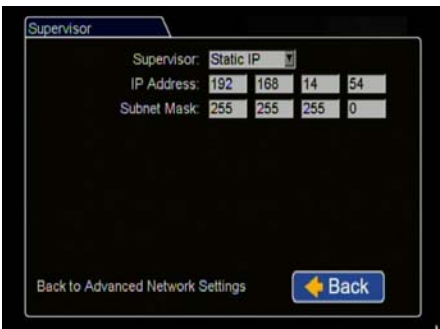 Supervisor
Supervisor: Static IP
IP Address: 192 168 14 54
Subnet Mask: 255 255 255 0
Back to Advanced Network Settings Back